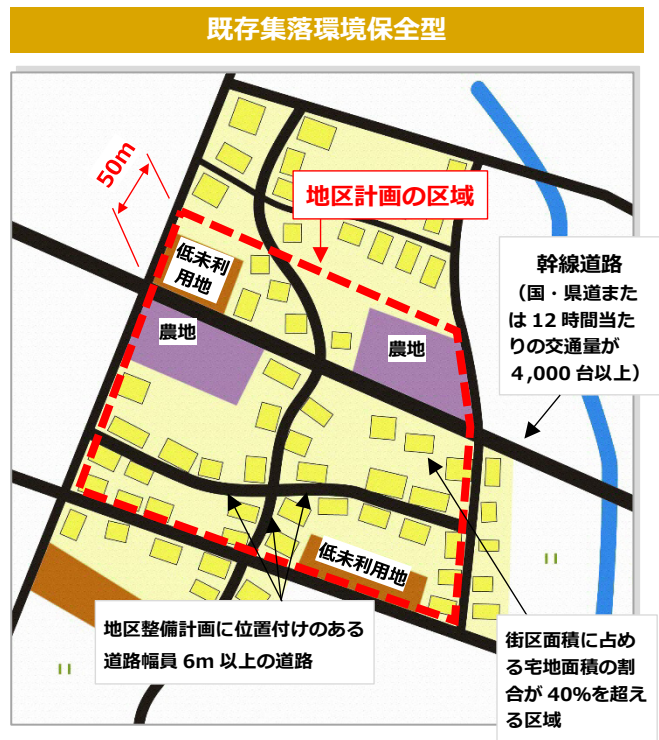 既存集落環境保全型
50m
地区計画の区域
低未利
用地
幹線道路
（国・県道また
は 12 時間当た
りの交通量が
4,000 台以上）
農地
農地
低未利用地
地区整備計画に位置付けのある
道路幅員 6m 以上の道路
街区面積に占め
る宅地面積の割
合が 40%を超え
る区域